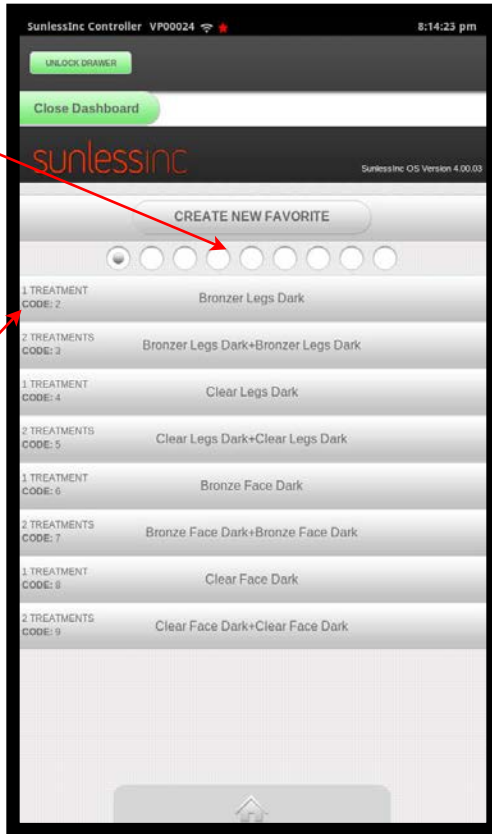 SunlessInc Controller VP00024 8:14:23 pm
UNLOCK DRAWER
Close Dashboard
sunlessinc
SunlessInc OS Version 4.00.03
CREATE NEW FAVORITE
1 TREATMENT
CODE: 2
Bronzer Legs Dark
2 TREATMENTS
CODE: 3
Bronzer Legs Dark+Bronzer Legs Dark
1 TREATMENT
CODE: 4
Clear Legs Dark
2 TREATMENTS
CODE: 5
Clear Legs Dark+Clear Legs Dark
1 TREATMENT
CODE: 6
Bronze Face Dark
2 TREATMENTS
CODE: 7
Bronze Face Dark+Bronze Face Dark
1 TREATMENT
CODE: 8
Clear Face Dark
2 TREATMENTS
CODE: 9
Clear Face Dark+Clear Face Dark